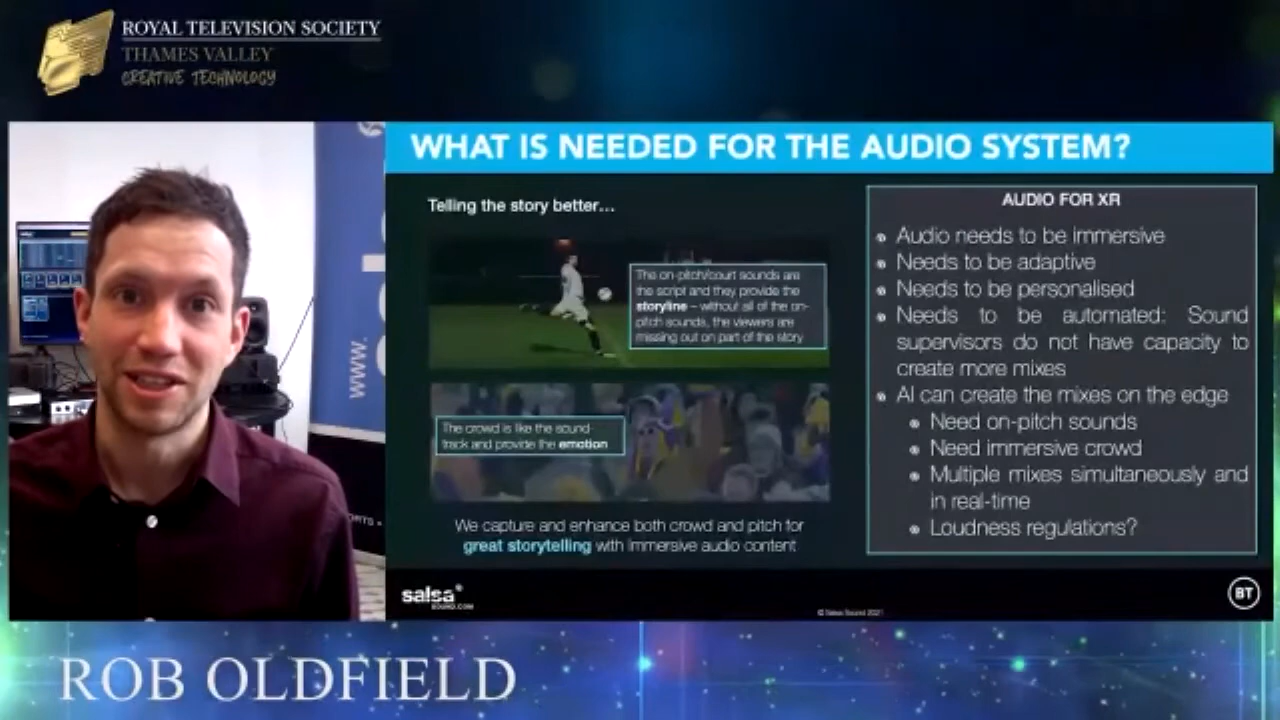 ROYAL TELEVISION SOCIETY
THAMES VALLEY
CREATIVE TECHNOLOGY
WHAT IS NEEDED FOR THE AUDIO SYSTEM?
Telling the story better...
The on-pitch/court sounds are
the script and they provide the
storyline – without all of the on-
pitch sounds, the viewers are
missing out on part of the story
The crowd is like the sound-
track and provide the emotion
We capture and enhance both crowd and pitch for
great storytelling with immersive audio content
AUDIO FOR XR
Audio needs to be immersive
Needs to be adaptive
Needs to be personalised
Needs to be automated: Sound
supervisors do not have capacity to
create more mixes
AI can create the mixes on the edge
Need on-pitch sounds
Need immersive crowd
Multiple mixes simultaneously and
in real-time
Loudness regulations?
www.
salsa
SOUND.COM
© Salsa Sound 2021
BT
ROB OLDFIELD